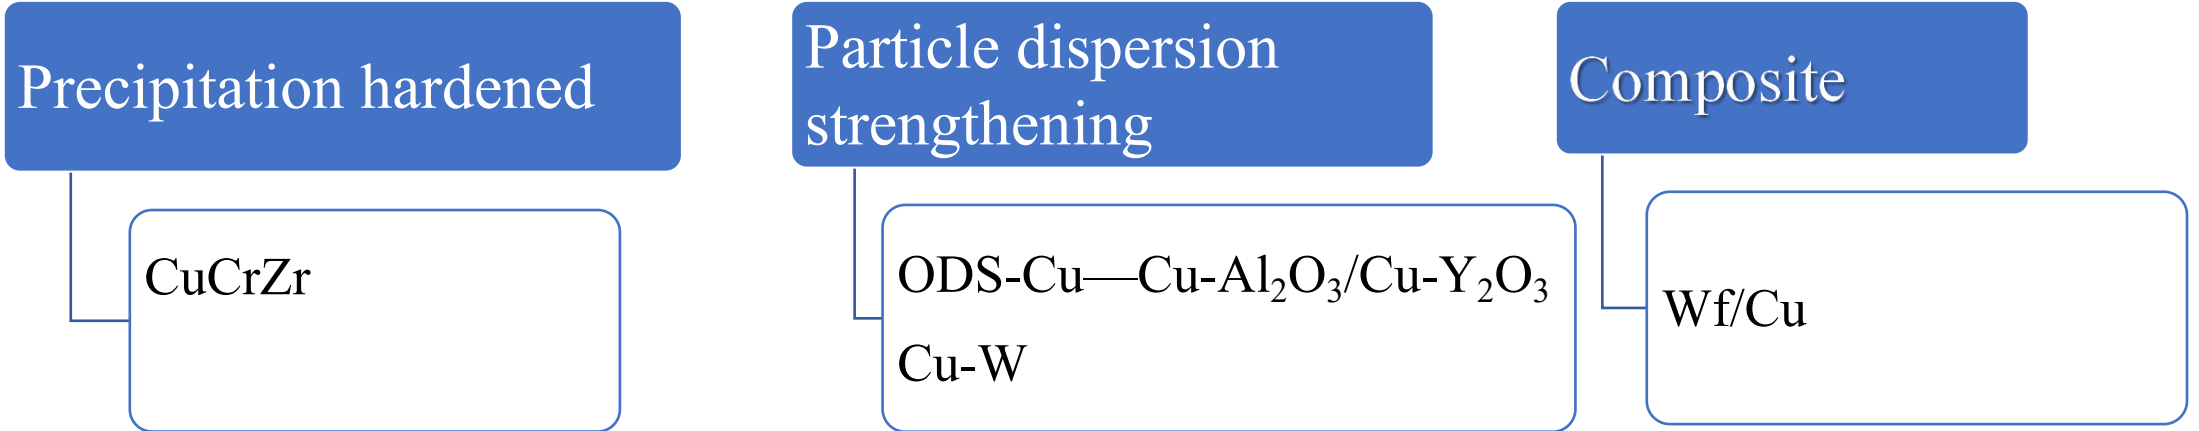 Precipitation hardened
CuCrZr
Particle dispersion
strengthening
ODS-Cu—Cu-Al₂O₃/Cu-Y₂O₃
Cu-W
Composite
Wf/Cu